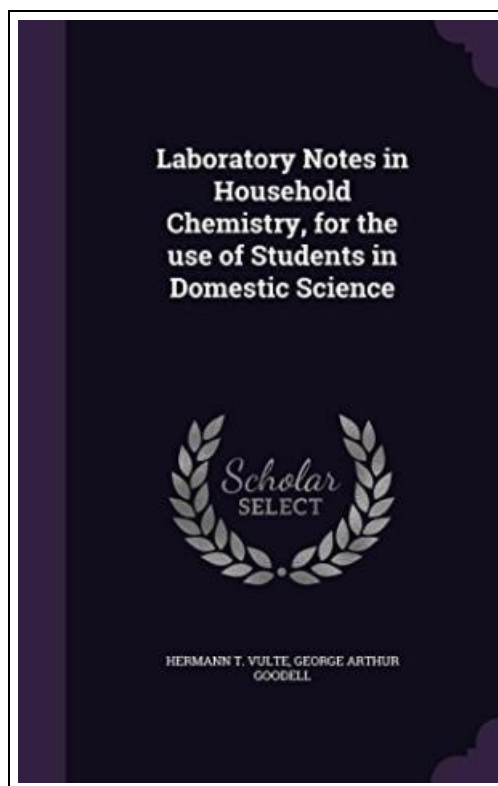 Laboratory Notes in
Household
Chemistry, for the
use of Students in
Domestic Science
Scholar
SELECT
HERMANN T. VULTE, GEORGE ARTHUR
GOODELL